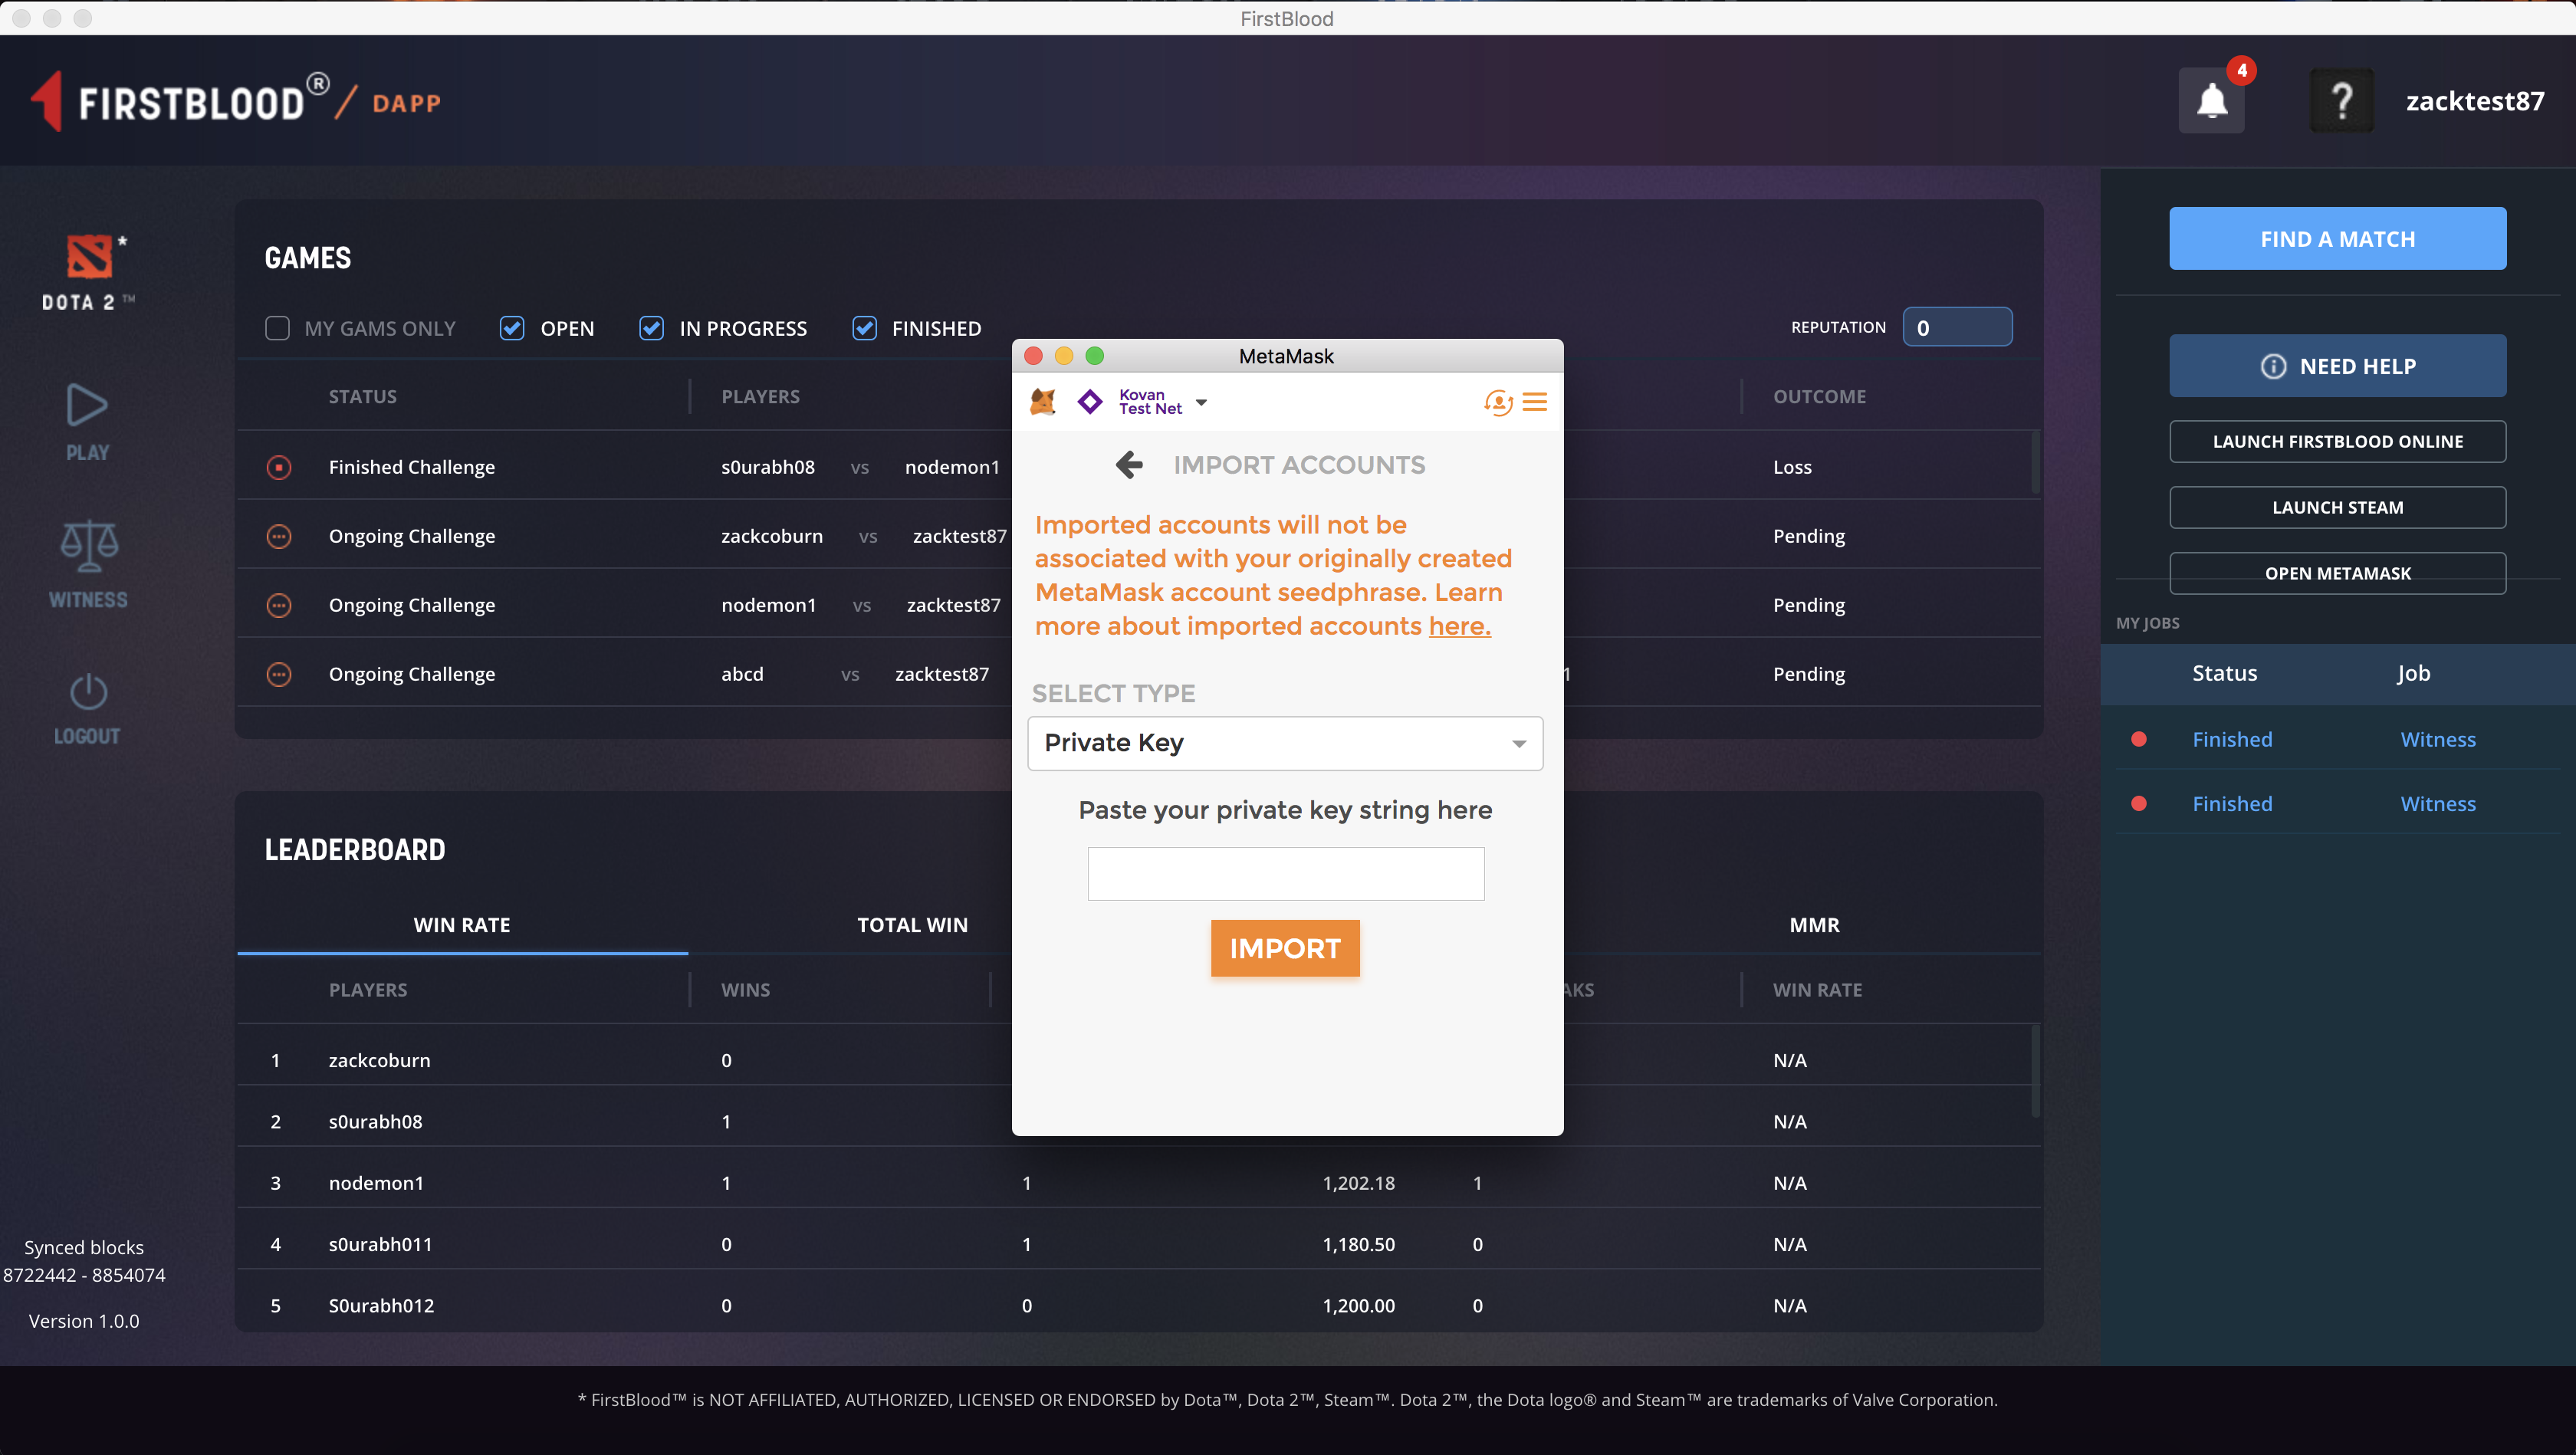 FirstBlood
FIRSTBLOOD® / DAPP
4
?
zacktest87
*
DOTA 2™
PLAY
WITNESS
LOGOUT
Synced blocks
8722442 - 8854074
Version 1.0.0
GAMES
MY GAMS ONLY OPEN IN PROGRESS FINISHED
REPUTATION 0
STATUS PLAYERS OUTCOME
Finished Challenge s0urabh08 vs nodemon1 Loss
Ongoing Challenge zackcoburn vs zacktest87 Pending
Ongoing Challenge nodemon1 vs zacktest87 Pending
Ongoing Challenge abcd vs zacktest87 1 Pending
LEADERBOARD
WIN RATE TOTAL WIN MMR
PLAYERS WINS AKS WIN RATE
1 zackcoburn 0 N/A
2 s0urabh08 1 N/A
3 nodemon1 1 1 1,202.18 1 N/A
4 s0urabh011 0 1 1,180.50 0 N/A
5 S0urabh012 0 0 1,200.00 0 N/A
MetaMask
Kovan
Test Net
IMPORT ACCOUNTS
Imported accounts will not be
associated with your originally created
MetaMask account seedphrase. Learn
more about imported accounts here.
SELECT TYPE
Private Key
Paste your private key string here
IMPORT
FIND A MATCH
NEED HELP
LAUNCH FIRSTBLOOD ONLINE
LAUNCH STEAM
OPEN METAMASK
MY JOBS
Status Job
Finished Witness
Finished Witness
* FirstBlood™ is NOT AFFILIATED, AUTHORIZED, LICENSED OR ENDORSED by Dota™, Dota 2™, Steam™. Dota 2™, the Dota logo® and Steam™ are trademarks of Valve Corporation.